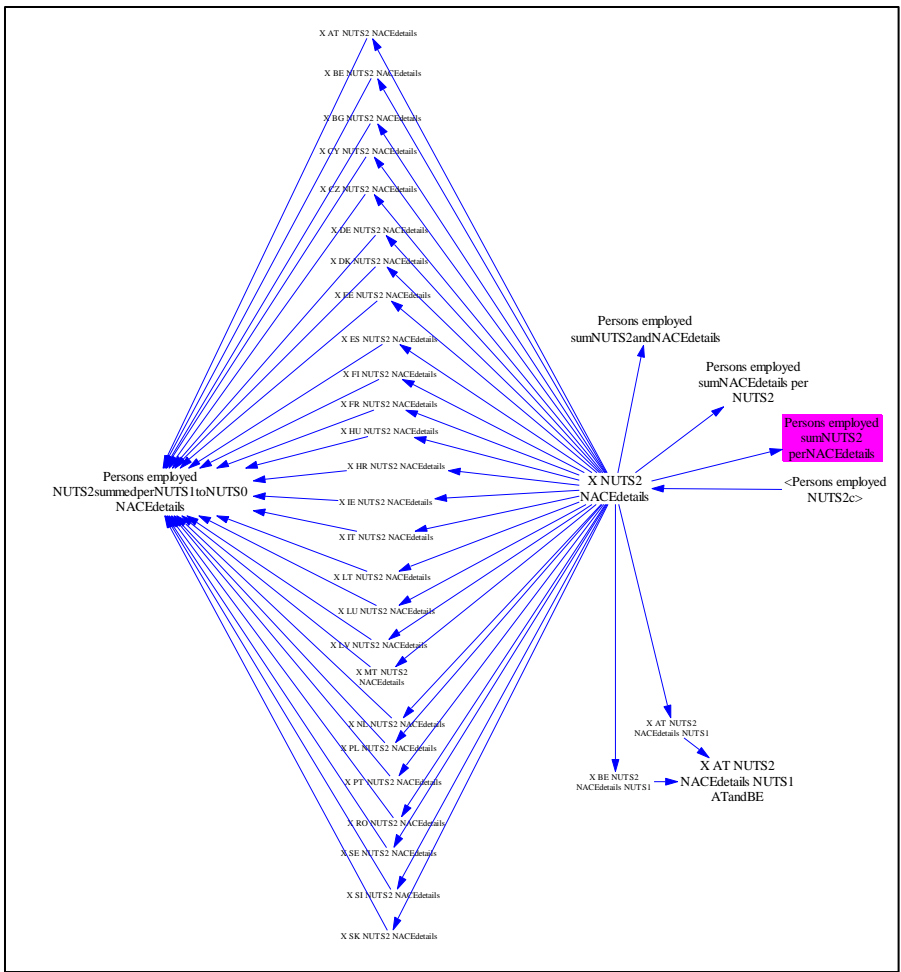 X AT NUTS2 NACEdetails
X BE NUTS2 NACEdetails
X BG NUTS2 NACEdetails
X CY NUTS2 NACEdetails
X CZ NUTS2 NACEdetails
X DE NUTS2 NACEdetails
X DK NUTS2 NACEdetails
X EE NUTS2 NACEdetails
X ES NUTS2 NACEdetails
X FI NUTS2 NACEdetails
X FR NUTS2 NACEdetails
X HU NUTS2 NACEdetails
X HR NUTS2 NACEdetails
X IE NUTS2 NACEdetails
X IT NUTS2 NACEdetails
X LT NUTS2 NACEdetails
X LU NUTS2 NACEdetails
X LV NUTS2 NACEdetails
X MT NUTS2
NACEdetails
X NL NUTS2 NACEdetails
X PL NUTS2 NACEdetails
X PT NUTS2 NACEdetails
X RO NUTS2 NACEdetails
X SE NUTS2 NACEdetails
X SI NUTS2 NACEdetails
X SK NUTS2 NACEdetails
Persons employed
NUTS2summedperNUTS1toNUTS0
NACEdetails
X NUTS2
NACEdetails
Persons employed
sumNUTS2andNACEdetails
Persons employed
sumNACEdetails per
NUTS2
Persons employed
sumNUTS2
perNACEdetails
<Persons employed
NUTS2c>
X AT NUTS2
NACEdetails NUTS1
X BE NUTS2
NACEdetails NUTS1
X AT NUTS2
NACEdetails NUTS1
ATandBE